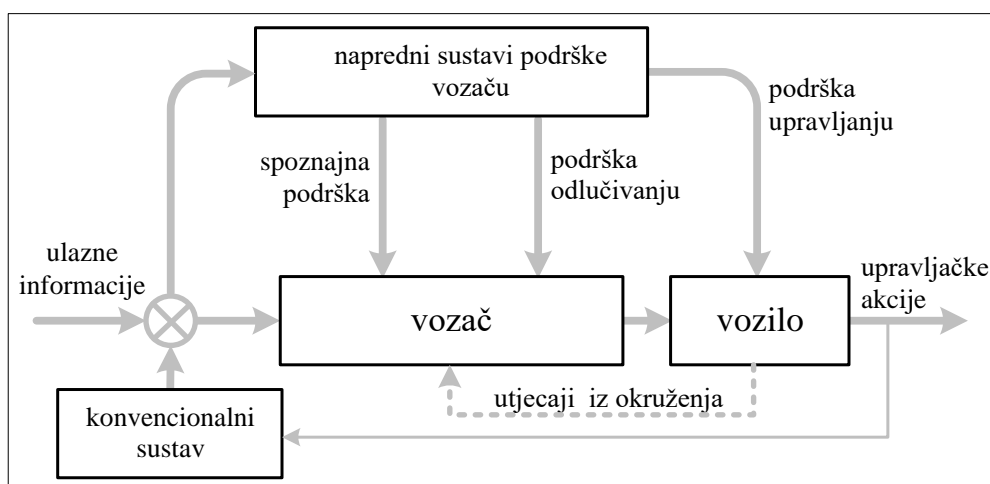 napredni sustavi podrške
vozaču
podrška
upravljanju
spoznajna
podrška
podrška
odlučivanju
ulazne
informacije
vozač
vozilo
upravljačke
akcije
utjecaji iz okruženja
konvencionalni
sustav